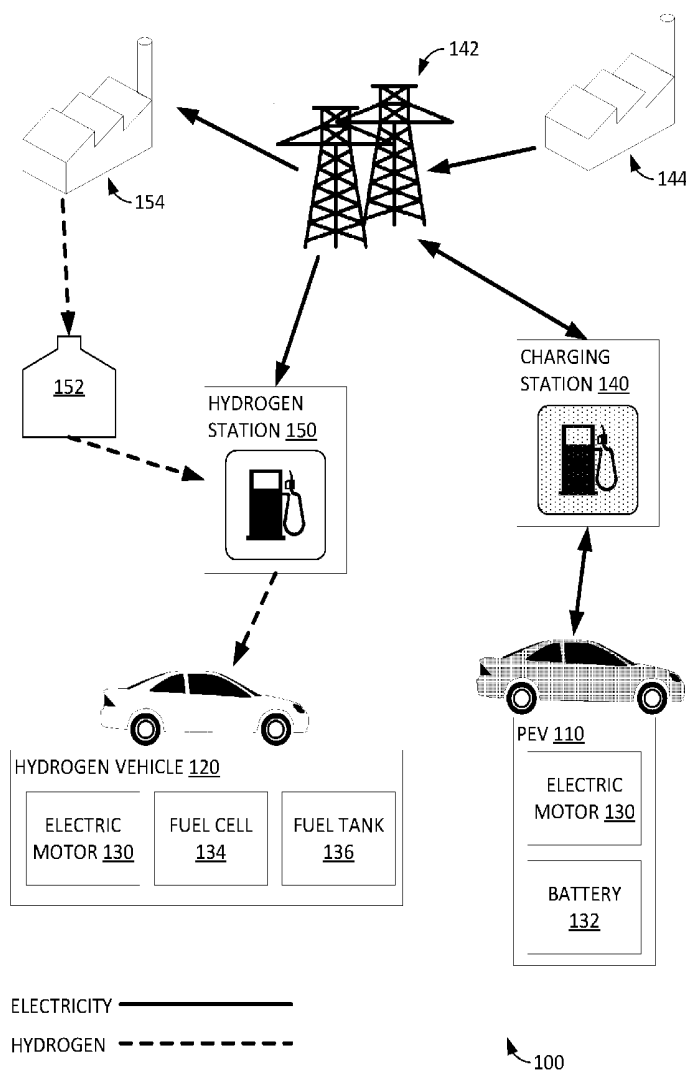 142
154
144
152
CHARGING
STATION 140
HYDROGEN
STATION 150
HYDROGEN VEHICLE 120
ELECTRIC
MOTOR 130
FUEL CELL
134
FUEL TANK
136
PEV 110
ELECTRIC
MOTOR 130
BATTERY
132
ELECTRICITY
HYDROGEN
100